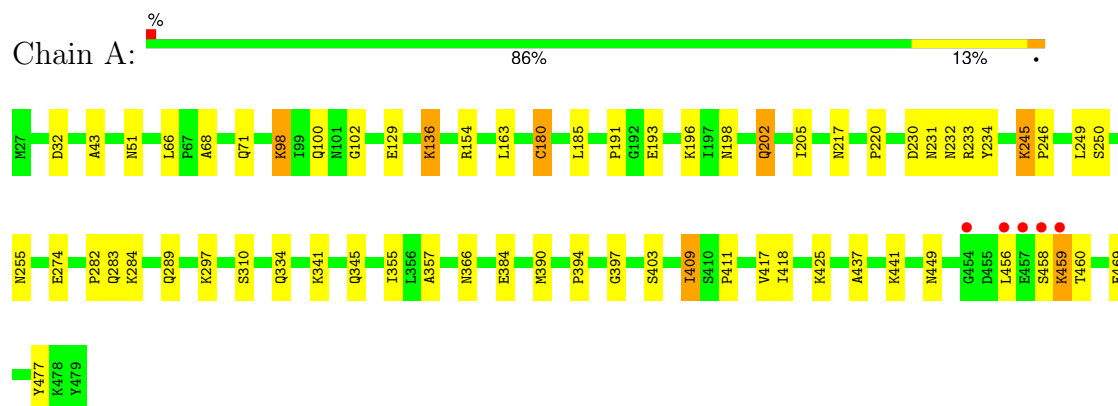 %
Chain A:
86% 13% •
M27 D32 A43 N51 L66 P67 A68 Q71 K98 I99 Q100 N101 G102 E129 K136 R154 L163 C180 L185 P191 G192 E193 K196 I197 N198 Q202 I205 N217 P220 D230 N231 N232 R233 Y234 K245 P246 L249 S250
N255 E274 P282 Q283 K284 Q289 K297 S310 Q334 K341 Q345 I355 L356 A357 N366 E384 M390 P394 G397 S403 I409 S410 P411 V417 I418 K425 A437 K441 N449 G454 D455 L456 E457 S458 K459 T460
Y477 K478 Y479